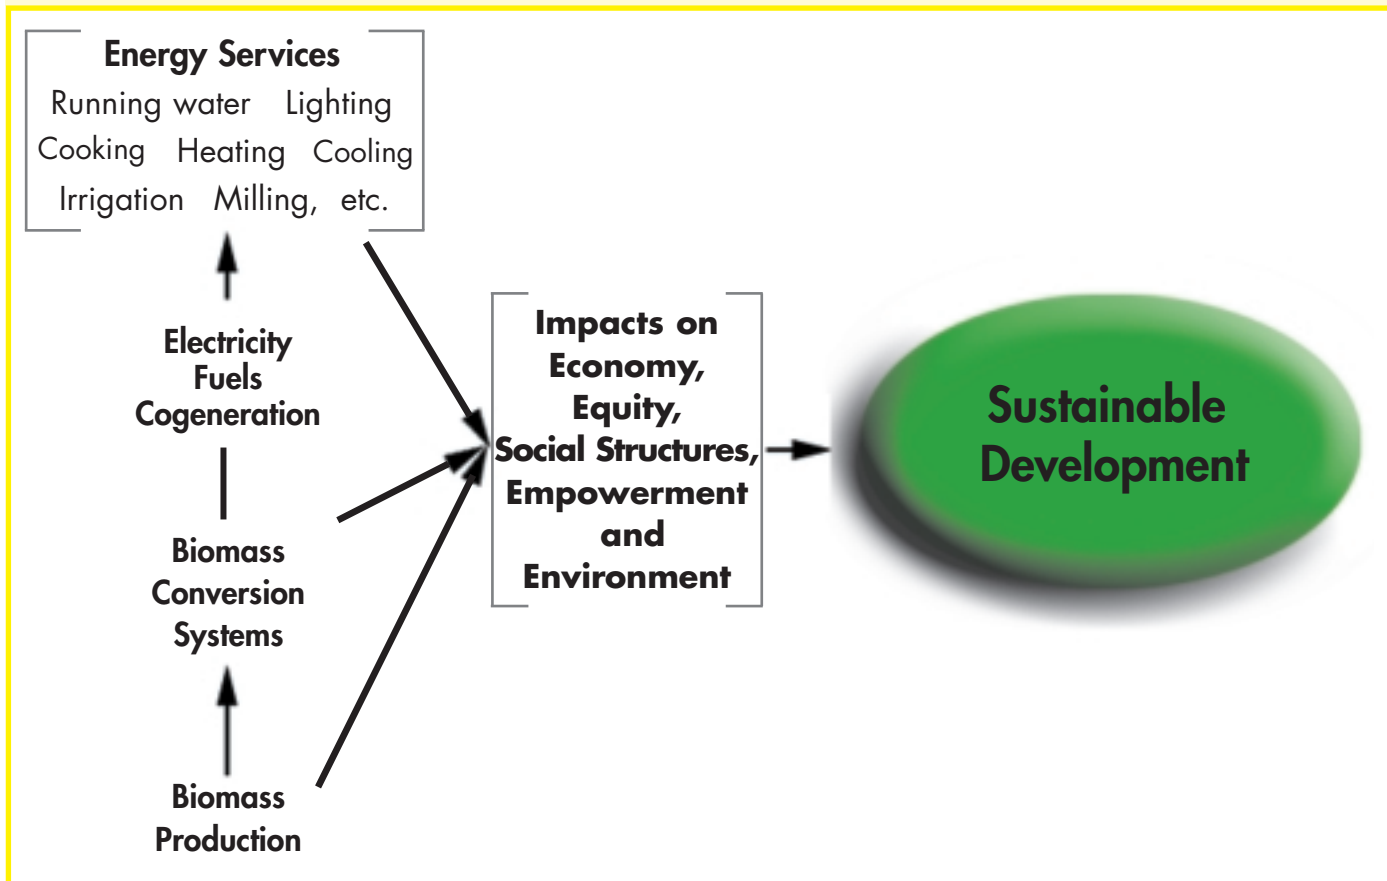 Energy Services
Running water Lighting
Cooking Heating Cooling
Irrigation Milling, etc.
Electricity
Fuels
Cogeneration
Biomass
Conversion
Systems
Biomass
Production
Impacts on
Economy,
Equity,
Social Structures,
Empowerment
and
Environment
Sustainable
Development